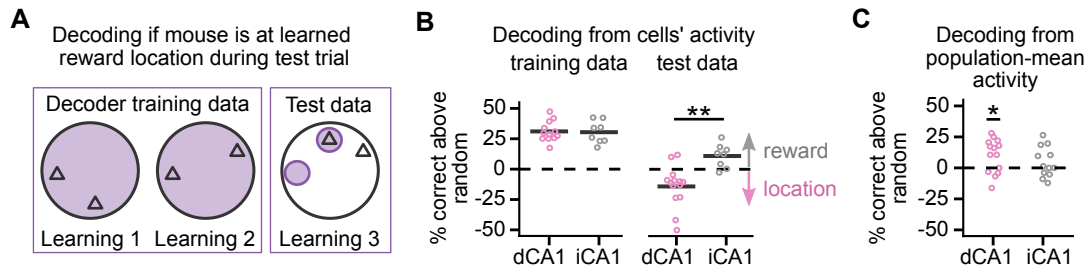 A
Decoding if mouse is at learned
reward location during test trial
Decoder training data
Test data
Learning 1
Learning 2
Learning 3
B
Decoding from cells' activity
training data
test data
% correct above
random
50
25
0
-25
-50
dCA1
iCA1
**
dCA1
iCA1
reward
location
C
Decoding from
population-mean
activity
% correct above
random
50
25
0
-25
-50
*
dCA1
iCA1